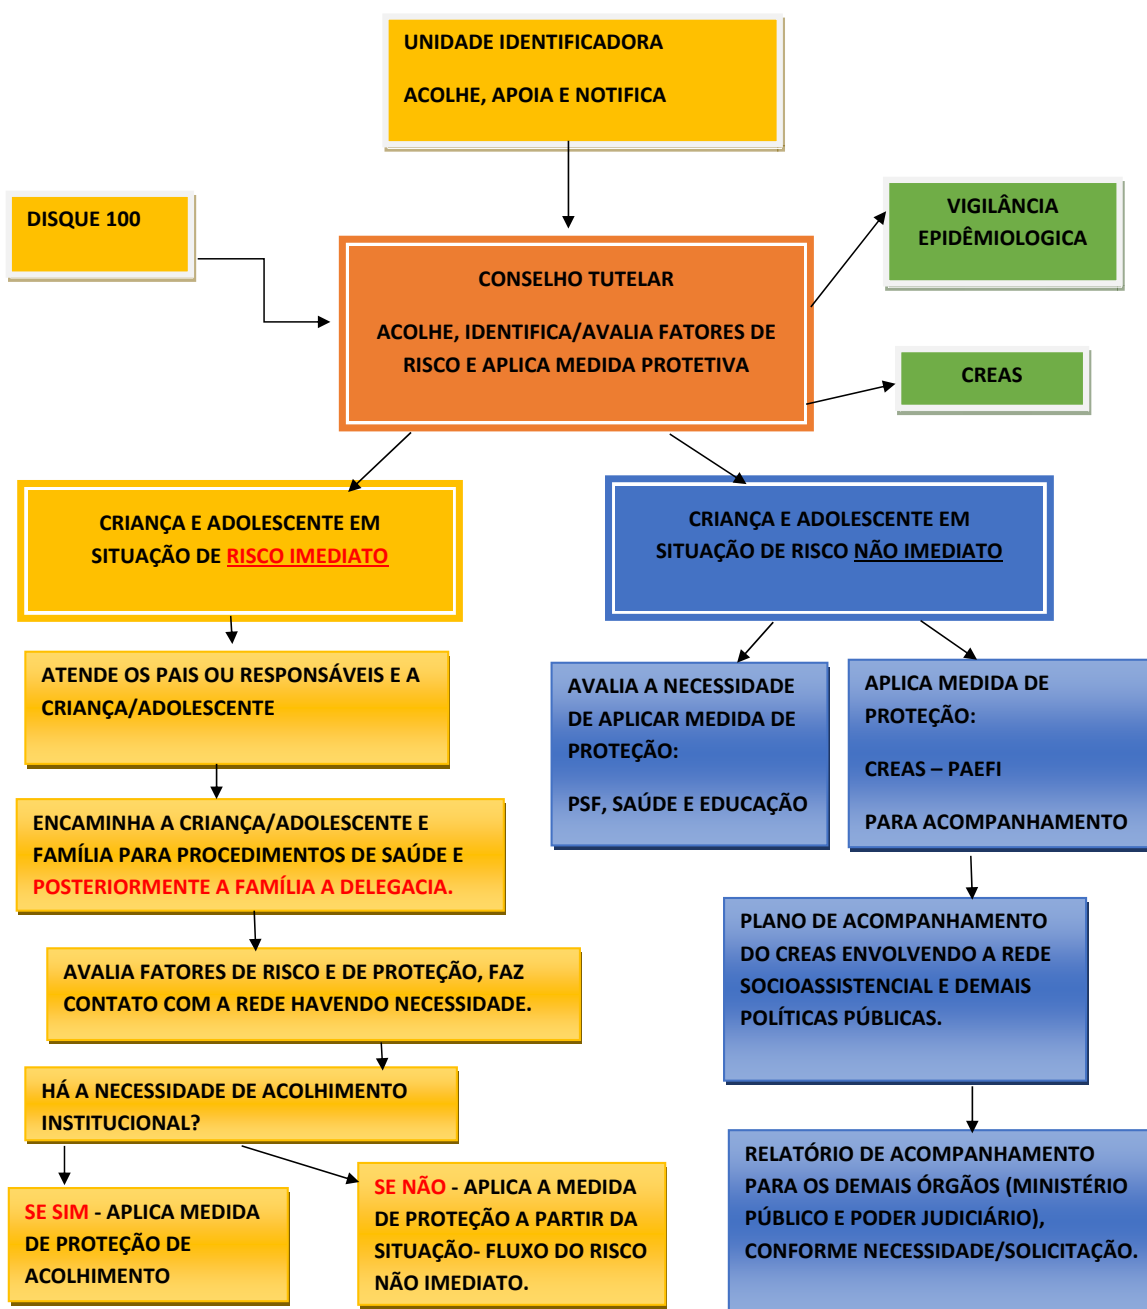 UNIDADE IDENTIFICADORA
ACOLHE, APOIA E NOTIFICA
DISQUE 100
VIGILÂNCIA
EPIDÊMIOLOGICA
CONSELHO TUTELAR
ACOLHE, IDENTIFICA/AVALIA FATORES DE
RISCO E APLICA MEDIDA PROTETIVA
CREAS
CRIANÇA E ADOLESCENTE EM
SITUAÇÃO DE RISCO IMEDIATO
CRIANÇA E ADOLESCENTE EM
SITUAÇÃO DE RISCO NÃO IMEDIATO
ATENDE OS PAIS OU RESPONSÁVEIS E A
CRIANÇA/ADOLESCENTE
ENCAMINHA A CRIANÇA/ADOLESCENTE E
FAMÍLIA PARA PROCEDIMENTOS DE SAÚDE E
POSTERIORMENTE A FAMÍLIA A DELEGACIA.
AVALIA FATORES DE RISCO E DE PROTEÇÃO, FAZ
CONTATO COM A REDE HAVENDO NECESSIDADE.
HÁ A NECESSIDADE DE ACOLHIMENTO
INSTITUCIONAL?
SE SIM - APLICA MEDIDA
DE PROTEÇÃO DE
ACOLHIMENTO
SE NÃO - APLICA A MEDIDA
DE PROTEÇÃO A PARTIR DA
SITUAÇÃO- FLUXO DO RISCO
NÃO IMEDIATO.
AVALIA A NECESSIDADE
DE APLICAR MEDIDA DE
PROTEÇÃO:
PSF, SAÚDE E EDUCAÇÃO
APLICA MEDIDA DE
PROTEÇÃO:
CREAS – PAEFI
PARA ACOMPANHAMENTO
PLANO DE ACOMPANHAMENTO
DO CREAS ENVOLVENDO A REDE
SOCIOASSISTENCIAL E DEMAIS
POLÍTICAS PÚBLICAS.
RELATÓRIO DE ACOMPANHAMENTO
PARA OS DEMAIS ÓRGÃOS (MINISTÉRIO
PÚBLICO E PODER JUDICIÁRIO),
CONFORME NECESSIDADE/SOLICITAÇÃO.